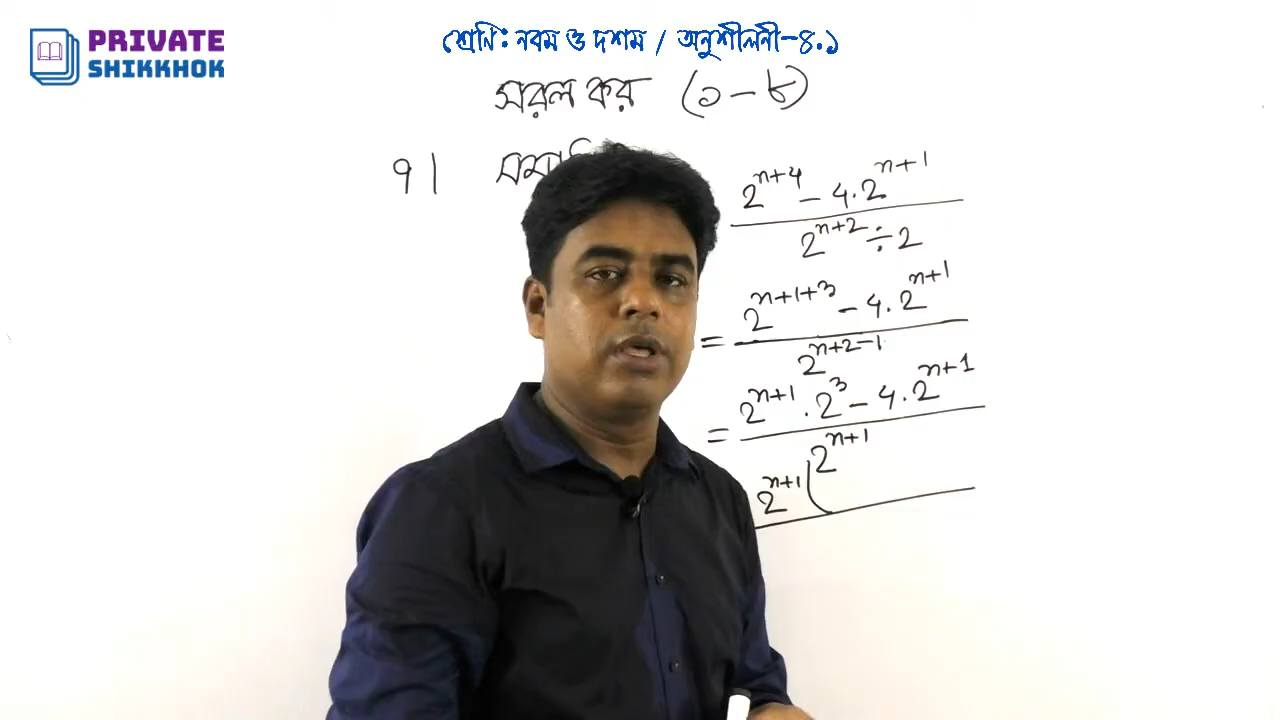 PRIVATE
SHIKKHOK
শ্রেণি: নবম ও দশম / অনুশীলনী-৪.১
সরল কর (১ - ৮)
৭।
2^{n+4} - 4.2^{n+1}
2^{n+2} ÷ 2
= 2^{n+1+3} - 4.2^{n+1}
2^{n+2-1}
= 2^{n+1} . 2^3 - 4.2^{n+1}
2^{n+1}
2^{n+1} (